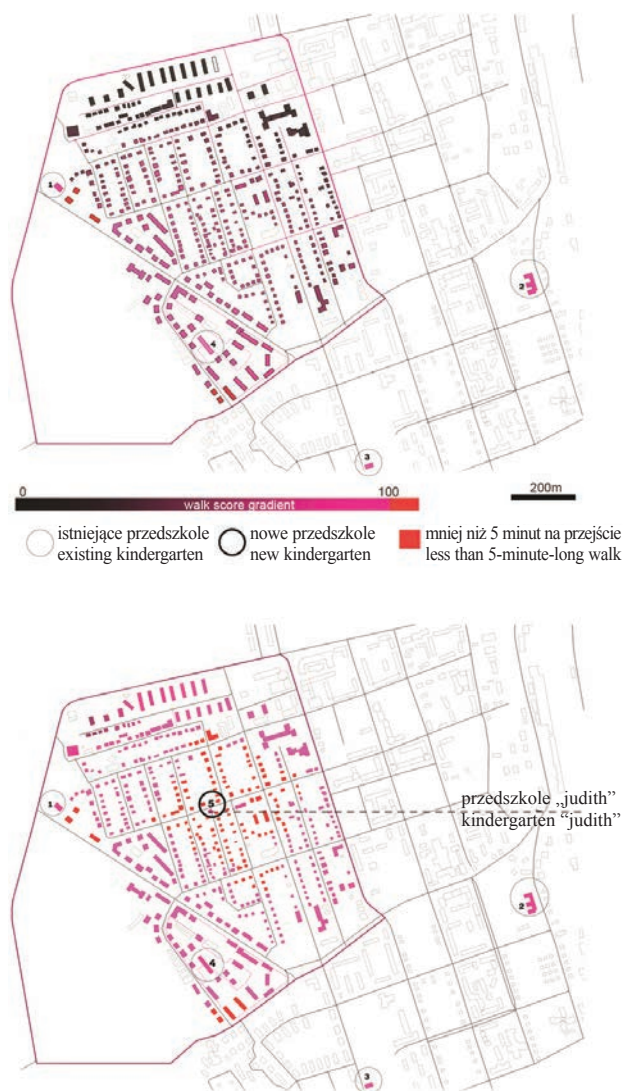 1
2
4
3
0
100
walk score gradient
200m
istniejące przedszkole
existing kindergarten
nowe przedszkole
new kindergarten
mniej niż 5 minut na przejście
less than 5-minute-long walk
5
1
przedszkole „judith”
kindergarten “judith”
2
4
3